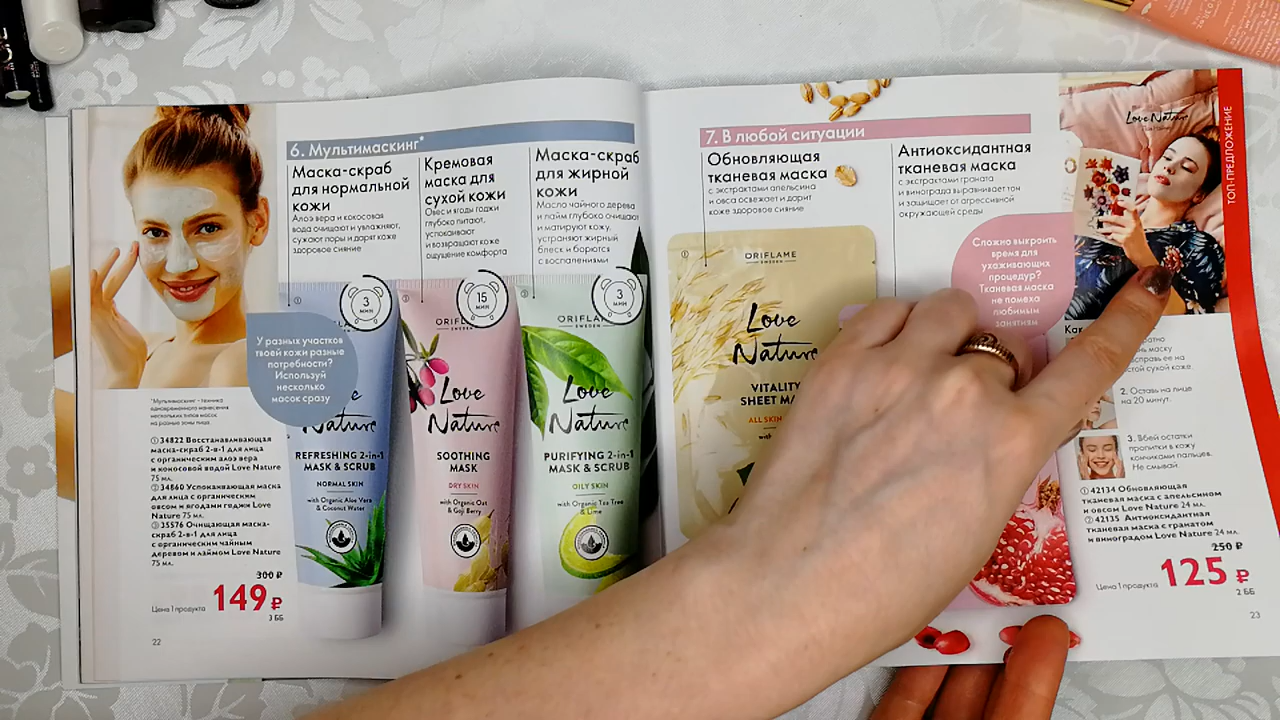 6. Мультимаскинг*
Маска-скраб
для нормальной
кожи
Алоэ вера и кокосовая
вода очищают и увлажняют,
сужают поры и дарят коже
здоровое сияние
Кремовая
маска для
сухой кожи
Овес и ягоды годжи
глубоко питают,
успокаивают
и возвращают коже
ощущение комфорта
Маска-скраб
для жирной
кожи
Масло чайного дерева
и лайм глубоко очищают
и матируют кожу,
устраняют жирный
блеск и борются
с воспалениями
3
МИН
15
МИН
3
МИН
У разных участков
твоей кожи разные
потребности?
Используй
несколько
масок сразу
Nature
REFRESHING 2-in-1
MASK & SCRUB
NORMAL SKIN
with Organic Aloe Vera
& Coconut Water
Love
Nature
SOOTHING
MASK
DRY SKIN
with Organic Oat
& Goji Berry
Love
Nature
PURIFYING 2-in-1
MASK & SCRUB
OILY SKIN
with Organic Tea Tree
& Lime
*Мультимаскинг – техника
одновременного нанесения
нескольких типов масок
на разные зоны лица.
① 34822 Восстанавливающая
маска-скраб 2-в-1 для лица
с органическим алоэ вера
и кокосовой водой Love Nature
75 мл.
② 34860 Успокаивающая маска
для лица с органическим
овсом и ягодами годжи Love
Nature 75 мл.
③ 35576 Очищающая маска-
скраб 2-в-1 для лица
с органическим чайным
деревом и лаймом Love Nature
75 мл.
300 ₽
Цена 1 продукта 149 ₽
3 ББ
22
7. В любой ситуации
Обновляющая
тканевая маска
с экстрактами апельсина
и овса освежает и дарит
коже здоровое сияние
Антиоксидантная
тканевая маска
с экстрактами граната
и винограда выравнивает тон
и защищает от агрессивной
окружающей среды
ORIFLAME
SWEDEN
Love
Nature
VITALITY
SHEET
ALL SKIN
Сложно выкроить
время для
ухаживающих
процедур?
Тканевая маска
не помеха
любимым
занятиям
Love Nature
ТОП-ПРЕДЛОЖЕНИЕ
маску
ее на
сухой кожи.
2. Оставь на лице
на 20 минут.
3. Вбей остатки
пропитки в кожу
кончиками пальцев.
Не смывай.
① 42134 Обновляющая
тканевая маска с апельсином
и овсом Love Nature 24 мл.
② 42135 Антиоксидантная
тканевая маска с гранатом
и виноградом Love Nature 24 мл.
250 ₽
Цена 1 продукта 125 ₽
2 ББ
23